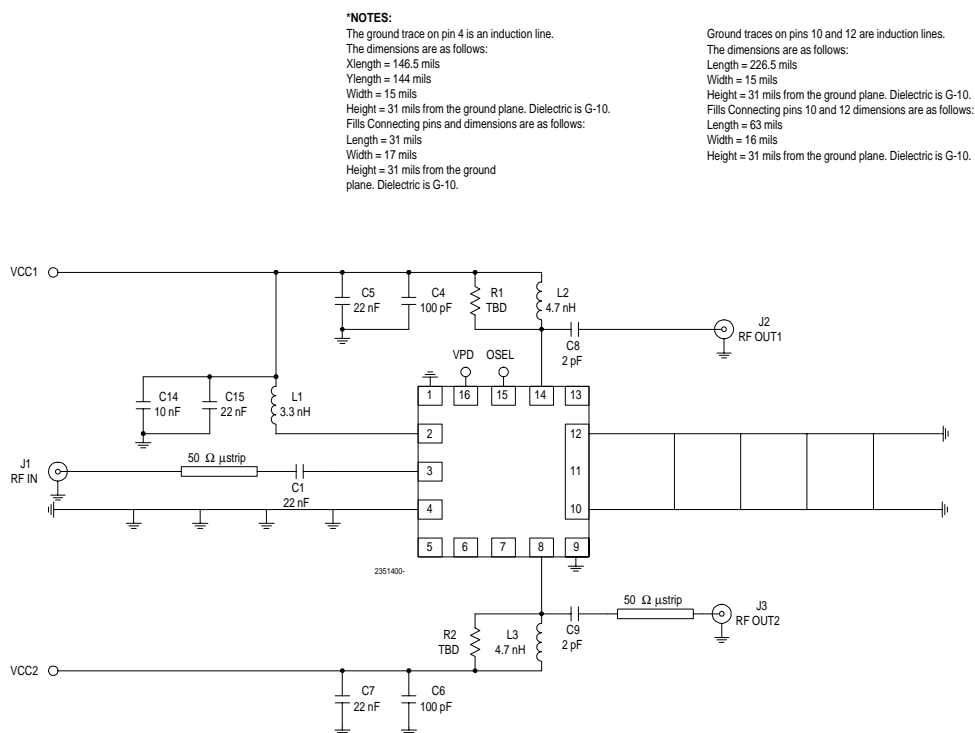 *NOTES:
The ground trace on pin 4 is an induction line.
The dimensions are as follows:
Xlength = 146.5 mils
Ylength = 144 mils
Width = 15 mils
Height = 31 mils from the ground plane. Dielectric is G-10.
Fills Connecting pins and dimensions are as follows:
Length = 31 mils
Width = 17 mils
Height = 31 mils from the ground
plane. Dielectric is G-10.
Ground traces on pins 10 and 12 are induction lines.
The dimensions are as follows:
Length = 226.5 mils
Width = 15 mils
Height = 31 mils from the ground plane. Dielectric is G-10.
Fills Connecting pins 10 and 12 dimensions are as follows:
Length = 63 mils
Width = 16 mils
Height = 31 mils from the ground plane. Dielectric is G-10.
VCC1
C5
22 nF
C4
100 pF
R1
TBD
L2
4.7 nH
C8
2 pF
J2
RF OUT1
VPD
OSEL
C14
10 nF
C15
22 nF
L1
3.3 nH
1
16
15
14
13
2
12
J1
RF IN
50 Ω µstrip
C1
22 nF
3
11
4
10
5
6
7
8
9
2351400-
50 Ω µstrip
J3
RF OUT2
C9
2 pF
R2
TBD
L3
4.7 nH
VCC2
C7
22 nF
C6
100 pF